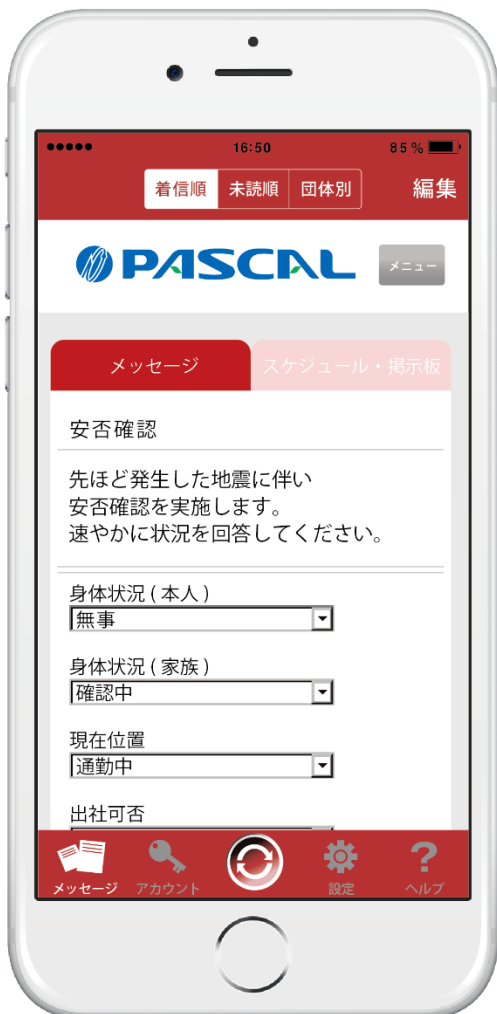 16:50
85%
着信順 未読順 団体別 編集
PASCAL メニュー
メッセージ スケジュール・掲示板
安否確認
先ほど発生した地震に伴い
安否確認を実施します。
速やかに状況を回答してください。
身体状況(本人)
無事
身体状況(家族)
確認中
現在位置
通勤中
出社可否
メッセージ アカウント 設定 ヘルプ